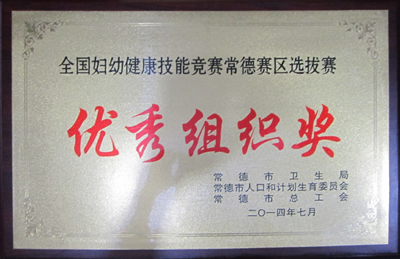 全国妇幼健康技能竞赛常德赛区选拔赛
优秀组织奖
常德市卫生局
常德市人口和计划生育委员会
常德市总工会
二〇一四年七月